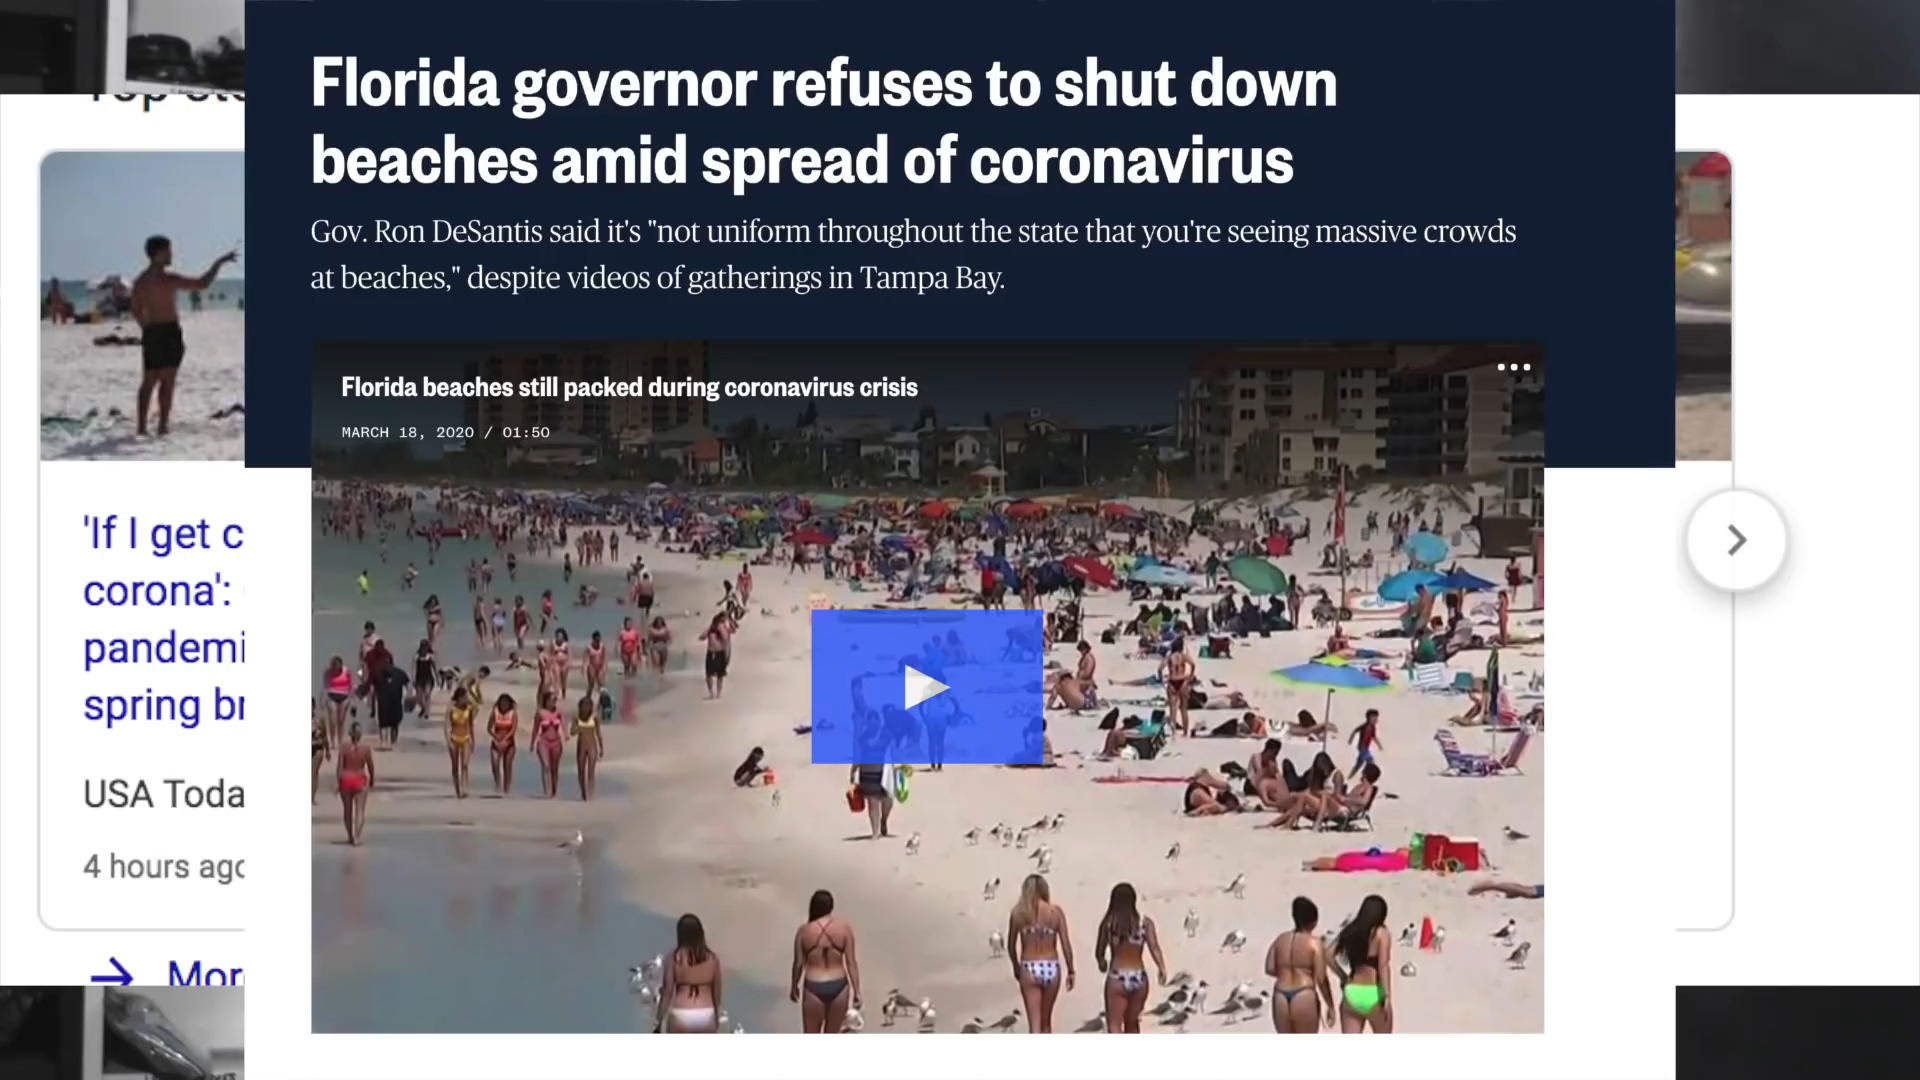 Florida governor refuses to shut down
beaches amid spread of coronavirus
Gov. Ron DeSantis said it's "not uniform throughout the state that you're seeing massive crowds
at beaches," despite videos of gatherings in Tampa Bay.
Florida beaches still packed during coronavirus crisis
MARCH 18, 2020 / 01:50
Top
'If I get c
corona':
pandemi
spring br
USA Toda
4 hours ago
Mor